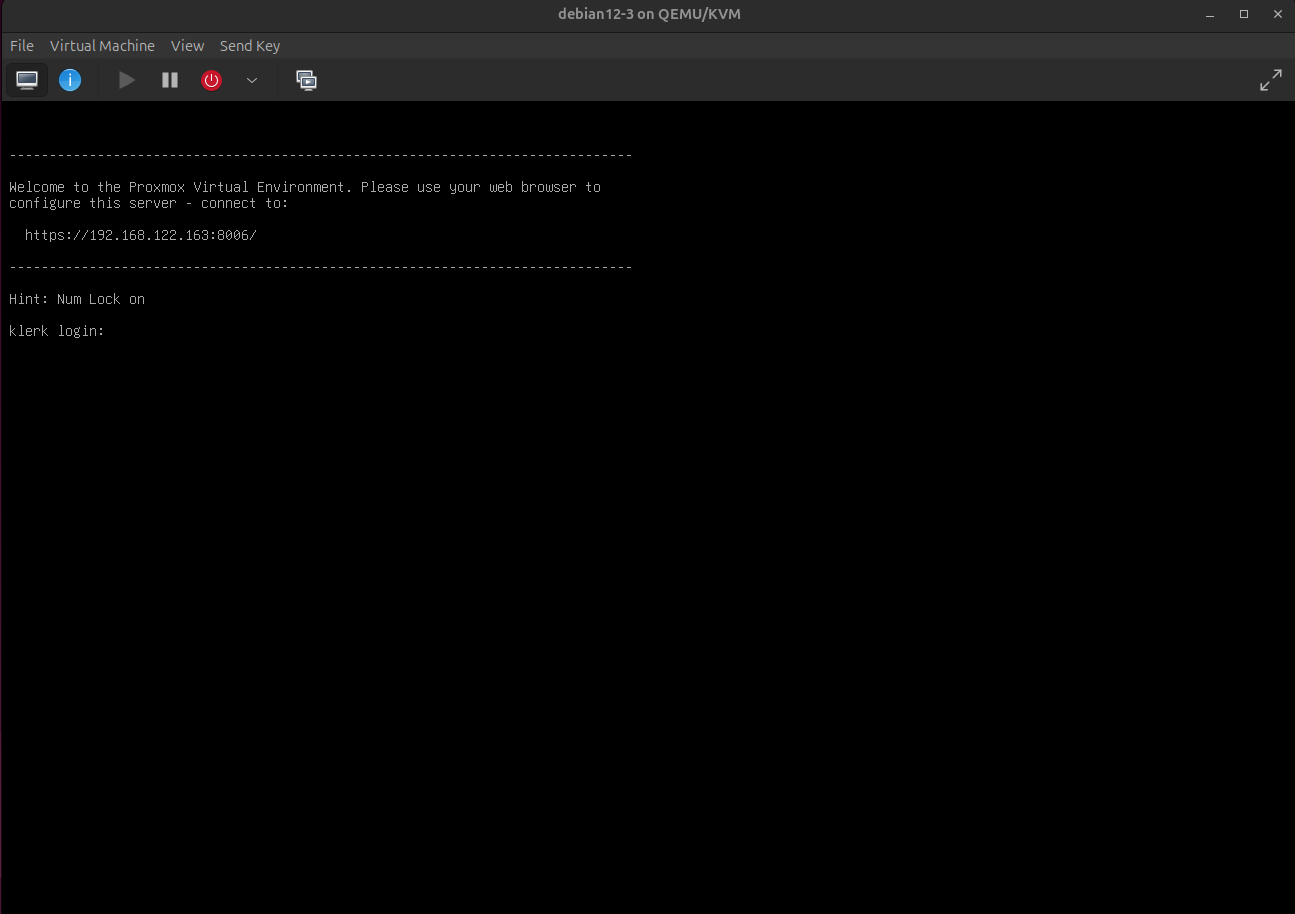 debian12-3 on QEMU/KVM
File Virtual Machine View Send Key
------------------------------------------------------------------------------
Welcome to the Proxmox Virtual Environment. Please use your web browser to
configure this server - connect to:
https://192.168.122.163:8006/
------------------------------------------------------------------------------
Hint: Num Lock on
klerk login: